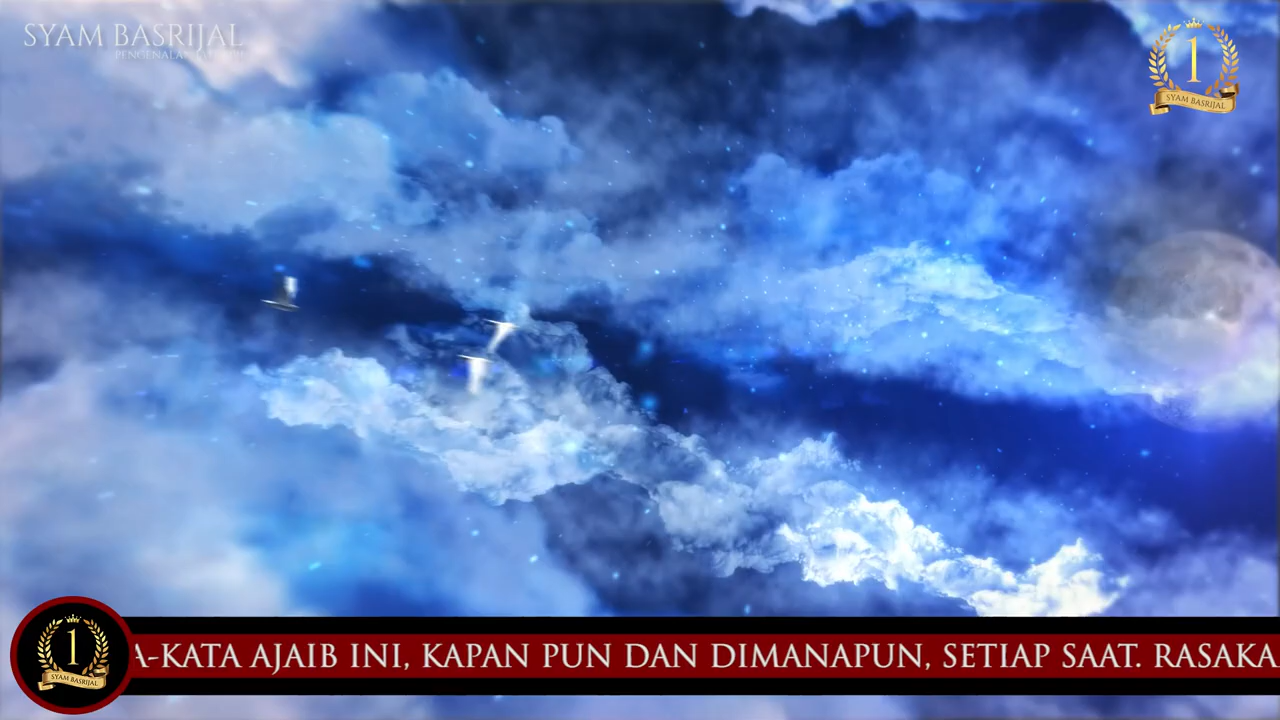 SYAM BASRIJAL
1
SYAM BASRIJAL
1
SYAM BASRIJAL
A-KATA AJAIB INI, KAPAN PUN DAN DIMANAPUN, SETIAP SAAT. RASAKA